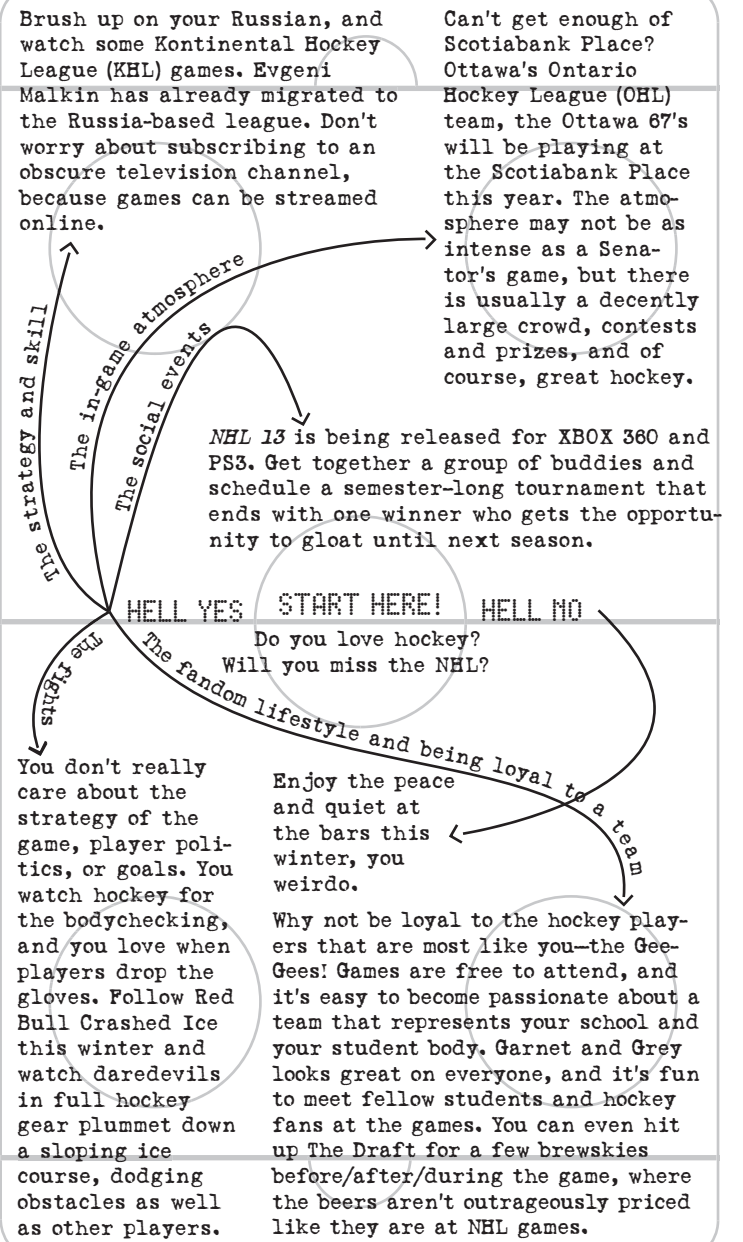 Brush up on your Russian, and
watch some Kontinental Hockey
League (KHL) games. Evgeni
Malkin has already migrated to
the Russia-based league. Don't
worry about subscribing to an
obscure television channel,
because games can be streamed
online.
Can't get enough of
Scotiabank Place?
Ottawa's Ontario
Hockey League (OHL)
team, the Ottawa 67's
will be playing at
the Scotiabank Place
this year. The atmo-
sphere may not be as
intense as a Sena-
tor's game, but there
is usually a decently
large crowd, contests
and prizes, and of
course, great hockey.
The strategy and skill
The in-game atmosphere
The social events
NHL 13 is being released for XBOX 360 and
PS3. Get together a group of buddies and
schedule a semester-long tournament that
ends with one winner who gets the opportu-
nity to gloat until next season.
HELL YES
START HERE!
HELL NO
Do you love hockey?
Will you miss the NHL?
The fights
The fandom lifestyle and being loyal to a team
You don't really
care about the
strategy of the
game, player poli-
tics, or goals. You
watch hockey for
the bodychecking,
and you love when
players drop the
gloves. Follow Red
Bull Crashed Ice
this winter and
watch daredevils
in full hockey
gear plummet down
a sloping ice
course, dodging
obstacles as well
as other players.
Enjoy the peace
and quiet at
the bars this
winter, you
weirdo.
Why not be loyal to the hockey play-
ers that are most like you—the Gee-
Gees! Games are free to attend, and
it's easy to become passionate about a
team that represents your school and
your student body. Garnet and Grey
looks great on everyone, and it's fun
to meet fellow students and hockey
fans at the games. You can even hit
up The Draft for a few brewskies
before/after/during the game, where
the beers aren't outrageously priced
like they are at NHL games.